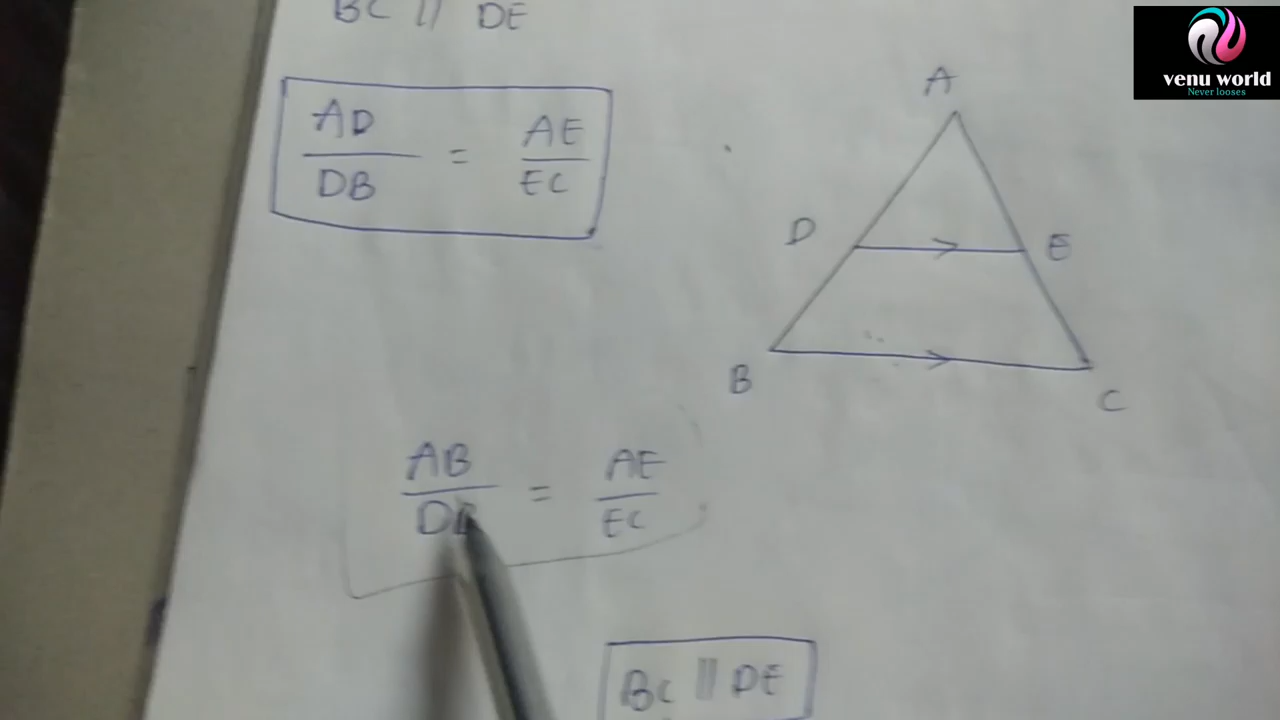 BC || DE
AD
DB
=
AE
EC
A
D
E
B
C
AB
DB
=
AE
EC
BC || DE
venu world
Never looses